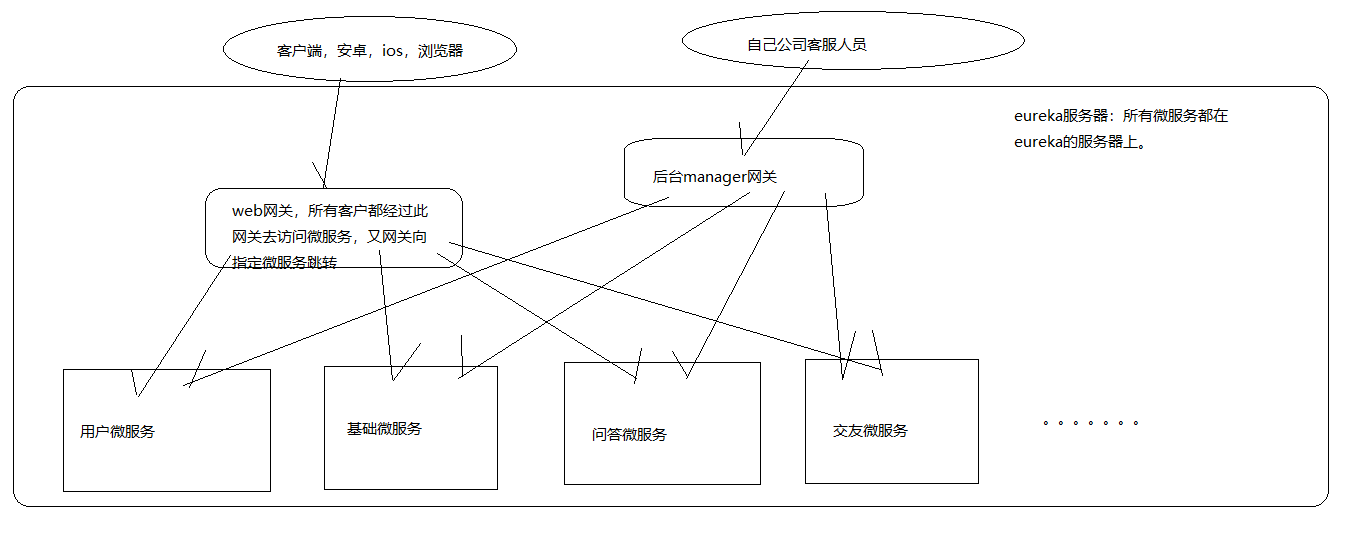 客户端，安卓，ios，浏览器
自己公司客服人员
eureka服务器：所有微服务都在
eureka的服务器上。
后台manager网关
web网关，所有客户都经过此
网关去访问微服务，又网关向
指定微服务跳转
用户微服务
基础微服务
问答微服务
交友微服务
。。。。。。。